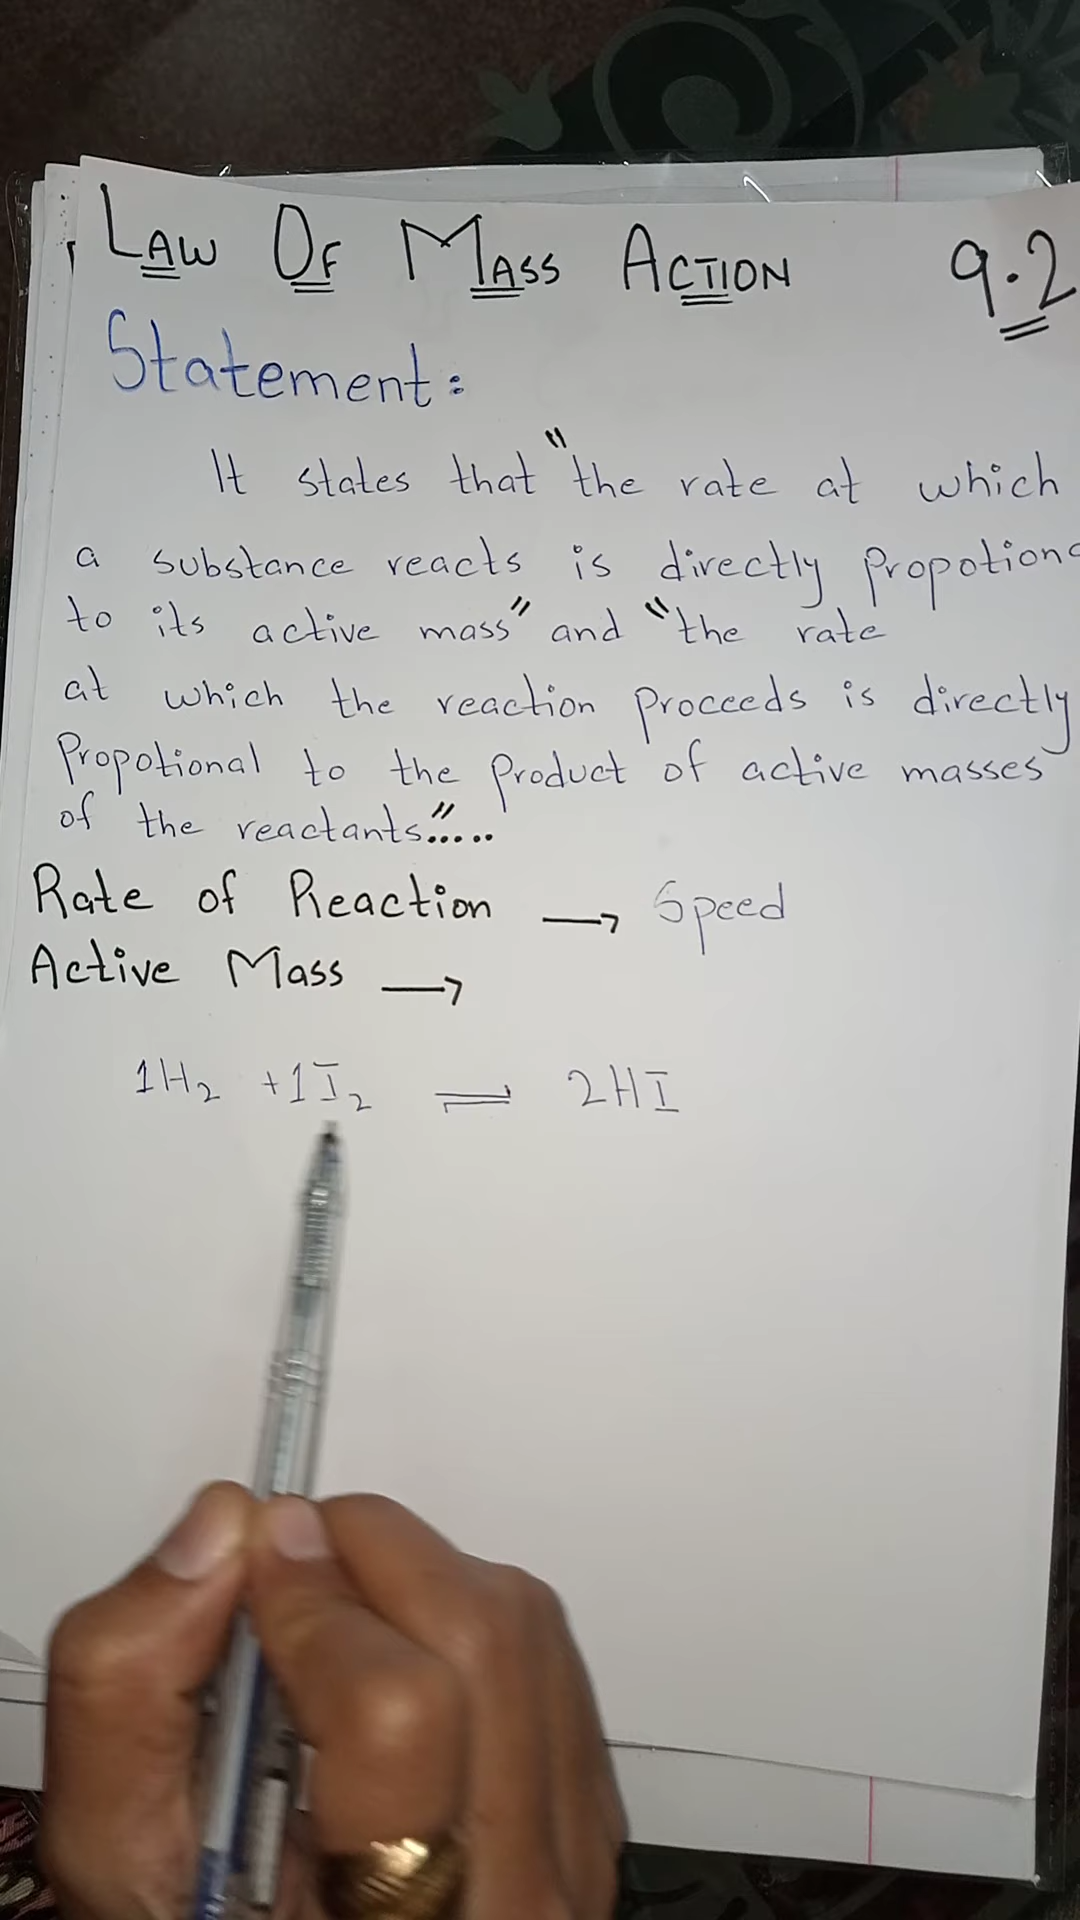 LAW OF MASS ACTION 9.2
Statement:
It states that "the rate at which
a substance reacts is directly Propotiona
to its active mass" and "the rate
at which the reaction Proceeds is directly
Propotional to the Product of active masses
of the reactants".....
Rate of Reaction → Speed
Active Mass →
1H₂ + 1I₂ ⇌ 2HI